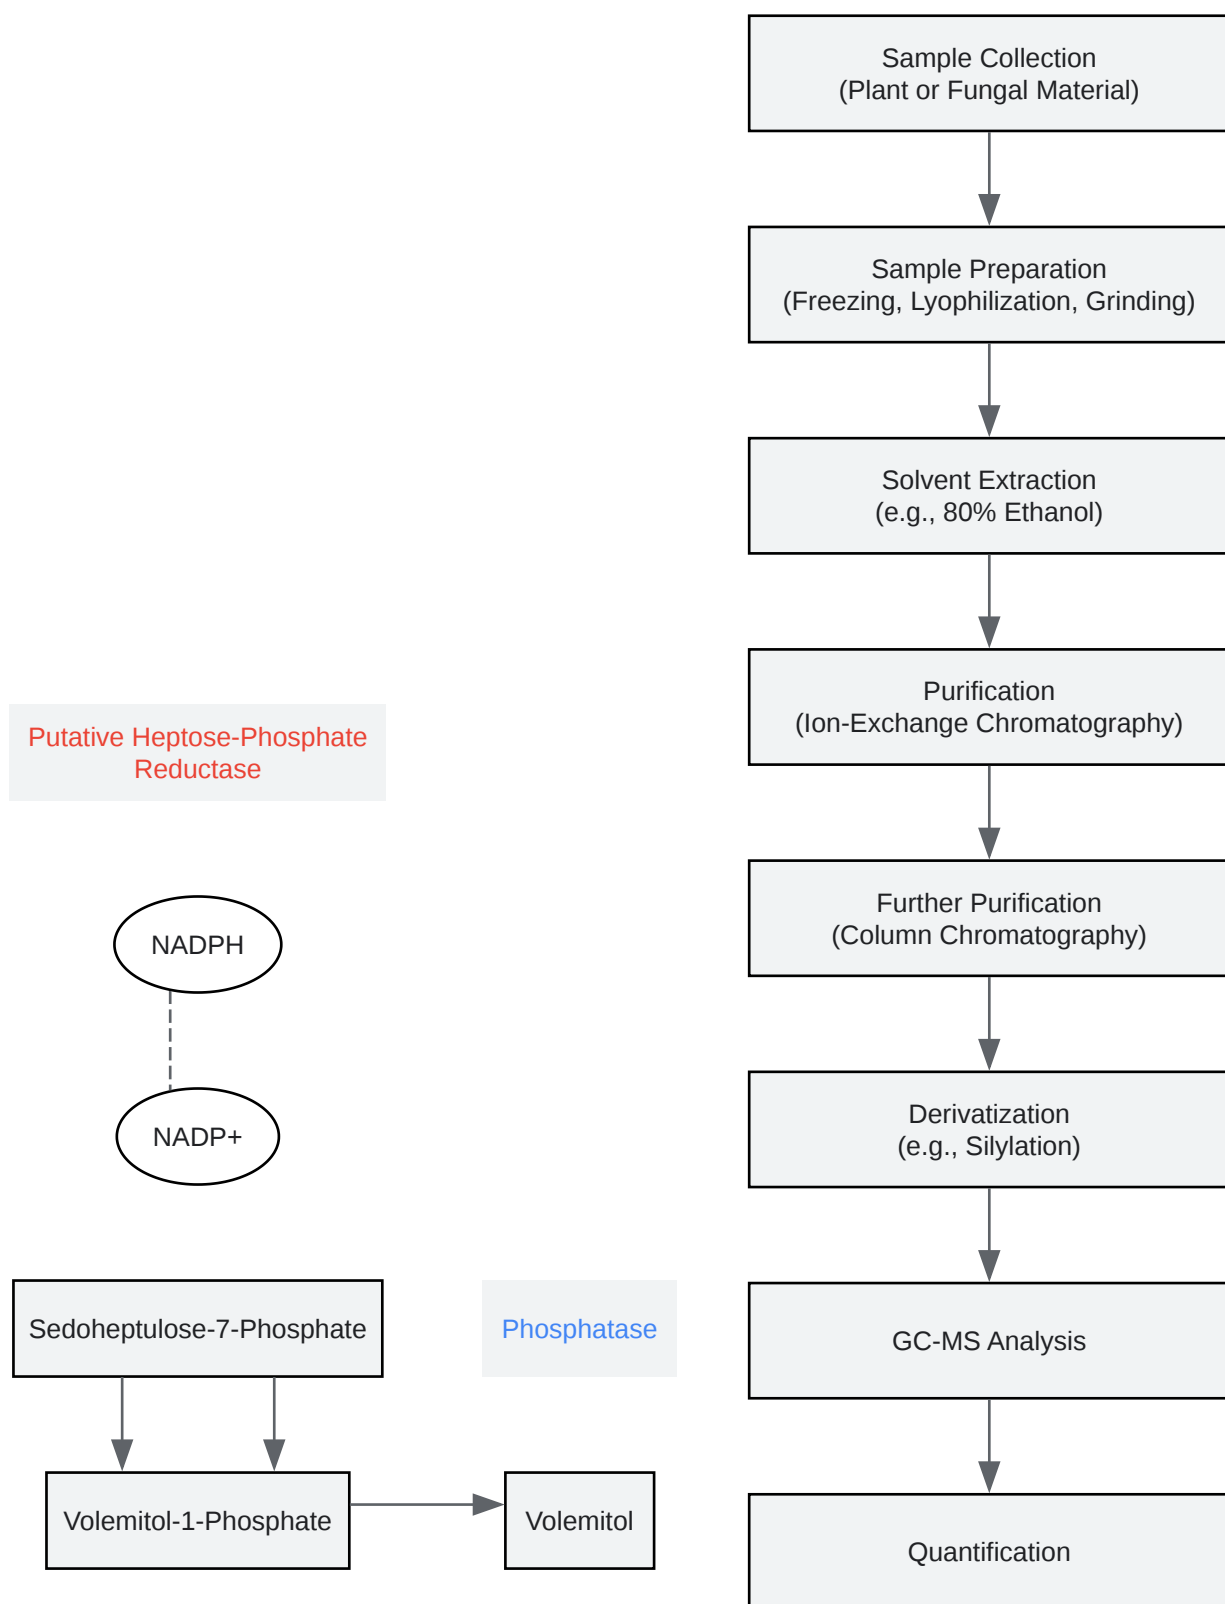 Sample Collection
(Plant or Fungal Material)
Sample Preparation
(Freezing, Lyophilization, Grinding)
Solvent Extraction
(e.g., 80% Ethanol)
Purification
(Ion-Exchange Chromatography)
Putative Heptose-Phosphate
Reductase
Further Purification
(Column Chromatography)
NADPH
Derivatization
(e.g., Silylation)
NADP+
Sedoheptulose-7-Phosphate
Phosphatase
GC-MS Analysis
Volemitol-1-Phosphate
Volemitol
Quantification